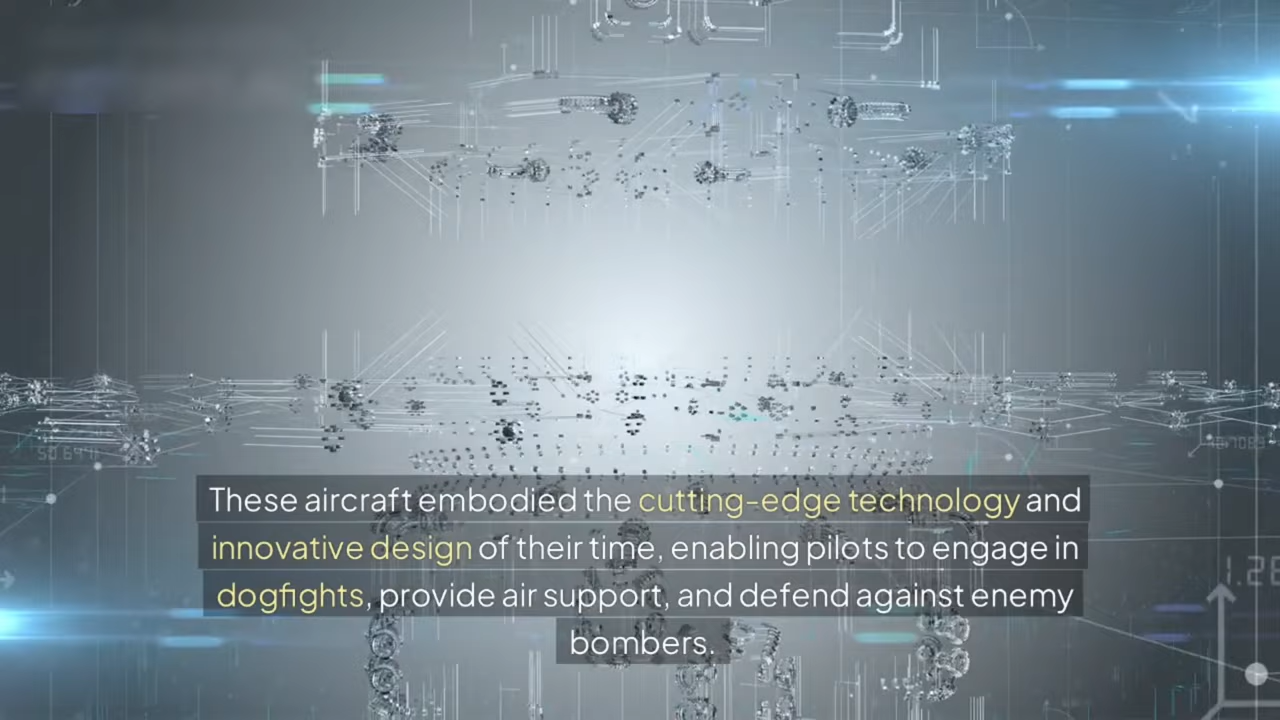 These aircraft embodied the cutting-edge technology and
innovative design of their time, enabling pilots to engage in
dogfights, provide air support, and defend against enemy
bombers.